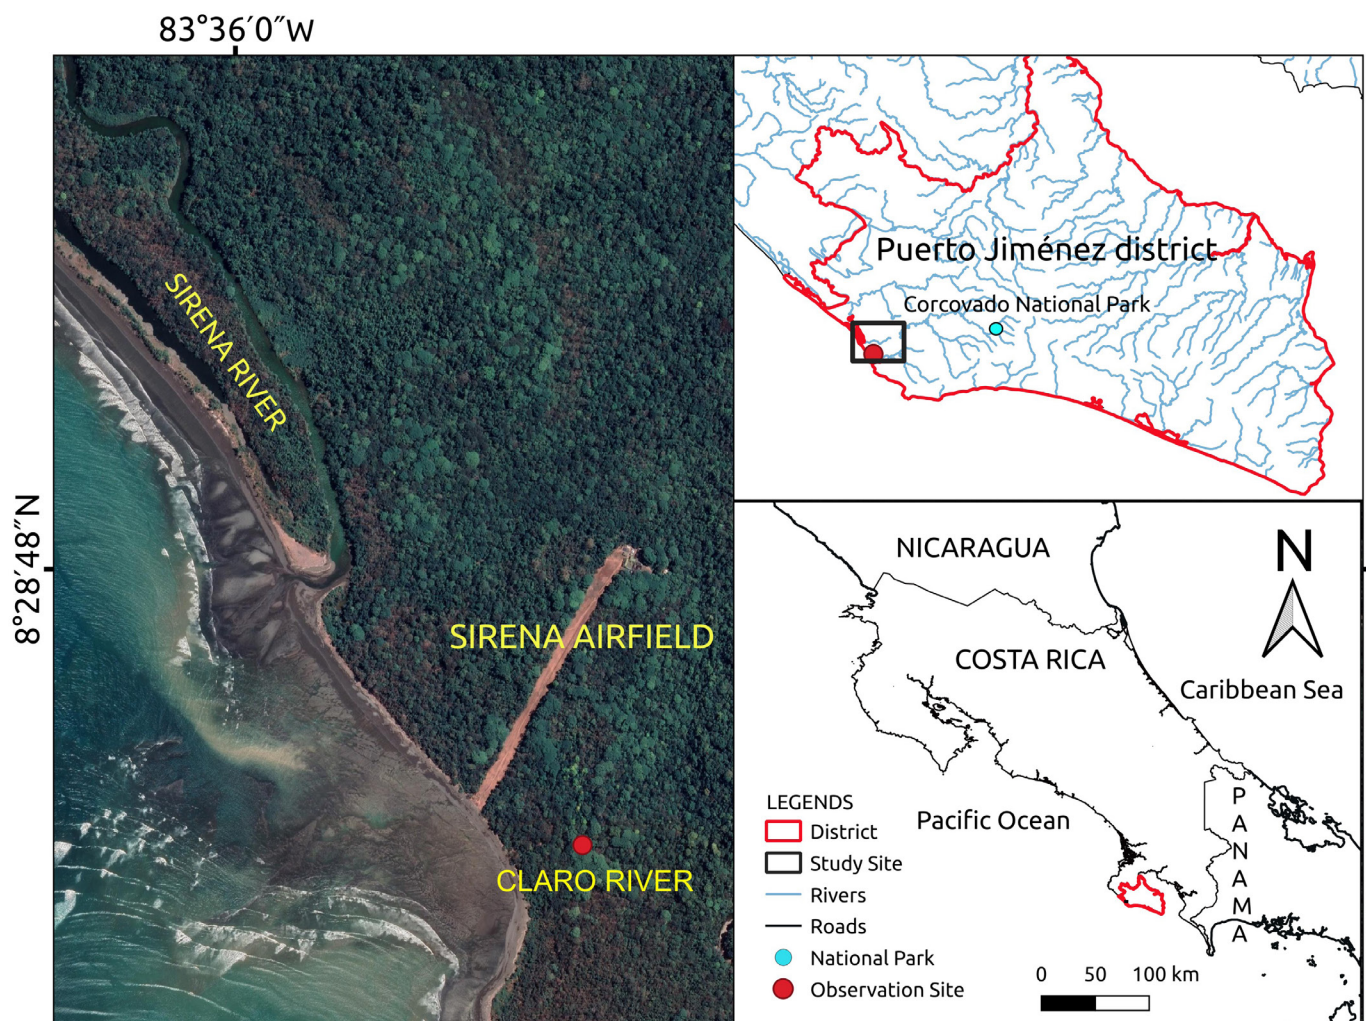 83°36′0″W
8°28′48″N
SIRENA RIVER
SIRENA AIRFIELD
CLARO RIVER
Puerto Jiménez district
Corcovado National Park
NICARAGUA
N
COSTA RICA
Caribbean Sea
Pacific Ocean
PANAMA
LEGENDS
District
Study Site
Rivers
Roads
National Park
Observation Site
0 50 100 km